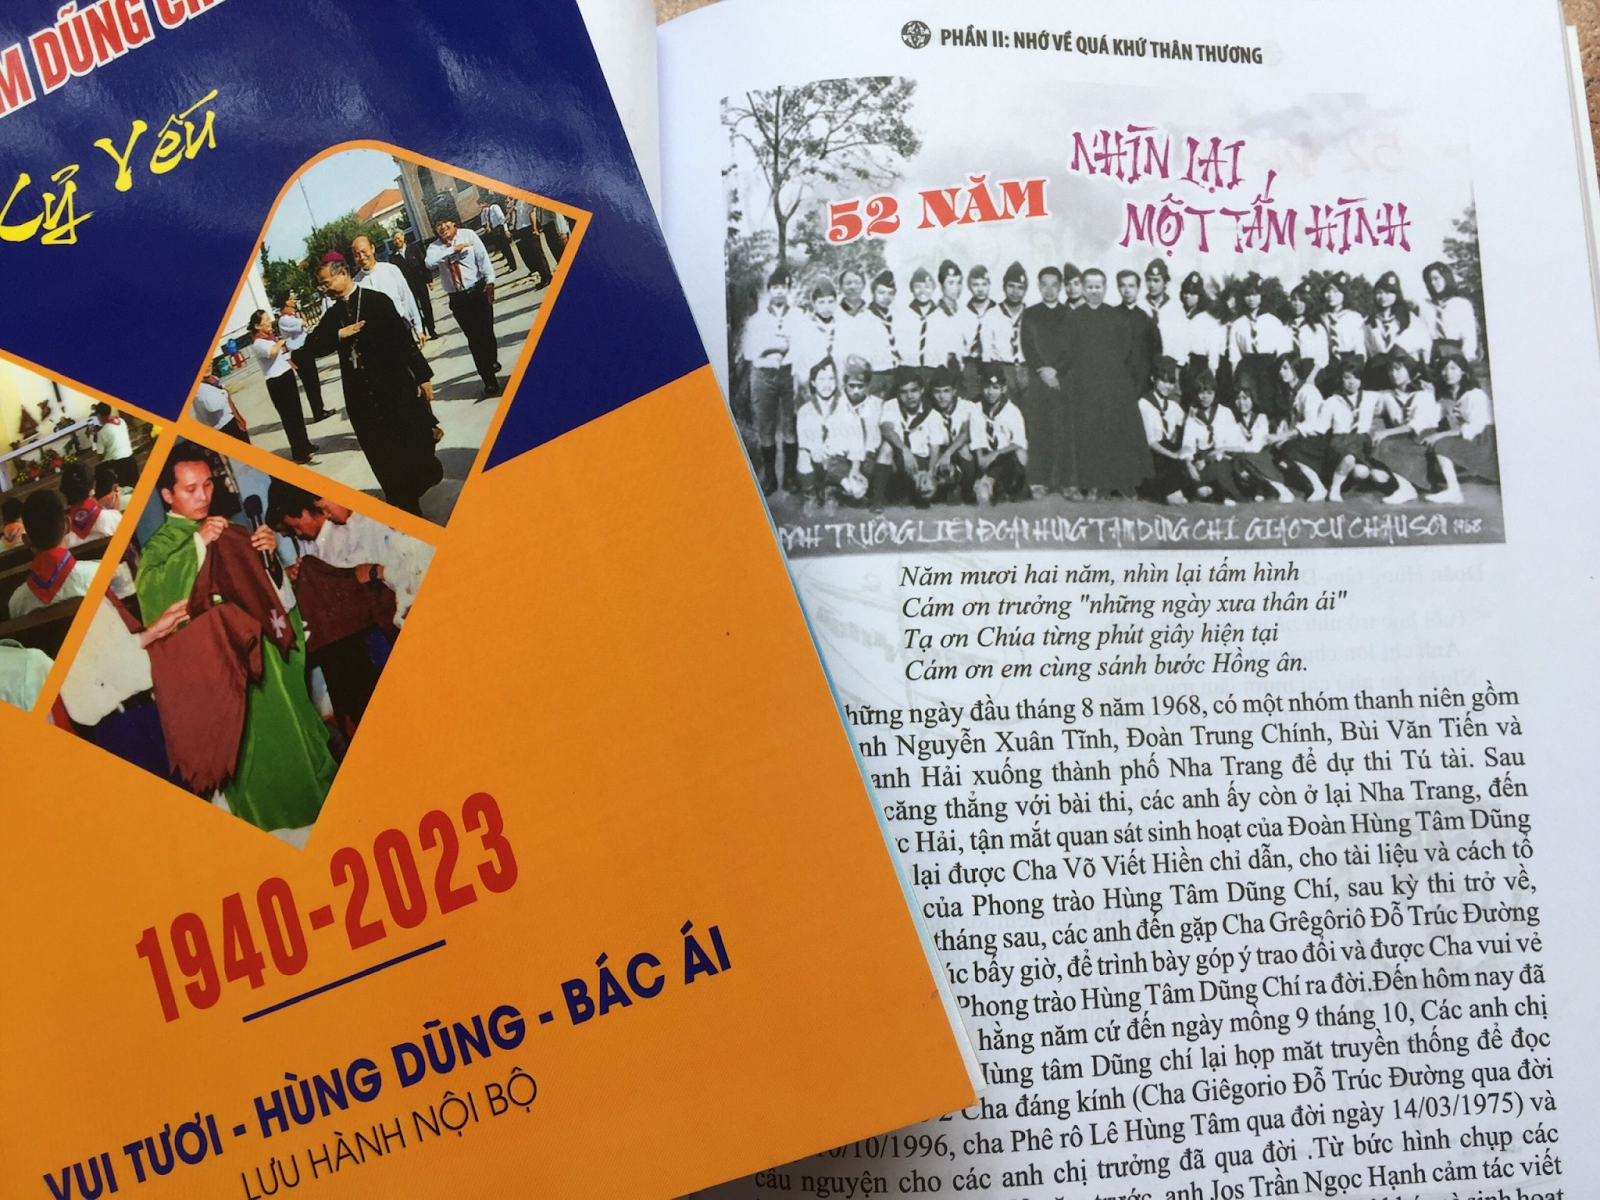 DŨNG
Kỷ Yếu
1940-2023
VUI TƯƠI - HÙNG DŨNG - BÁC ÁI
LƯU HÀNH NỘI BỘ
PHẦN II: NHỚ VỀ QUÁ KHỨ THÂN THƯƠNG
52 NĂM
NHÌN LẠI
MỘT TẤM HÌNH
TRƯỞNG LIÊN ĐOÀN HÙNG TÂM DŨNG CHÍ GIÁO XỨ CHÂU SƠN 1968
Năm mươi hai năm, nhìn lại tấm hình
Cám ơn trưởng "những ngày xưa thân ái"
Tạ ơn Chúa từng phút giây hiện tại
Cám ơn em cùng sánh bước Hồng ân.
hững ngày đầu tháng 8 năm 1968, có một nhóm thanh niên gồm
nh Nguyễn Xuân Tĩnh, Đoàn Trung Chính, Bùi Văn Tiến và
anh Hải xuống thành phố Nha Trang để dự thi Tú tài. Sau
căng thẳng với bài thi, các anh ấy còn ở lại Nha Trang, đến
c Hải, tận mắt quan sát sinh hoạt của Đoàn Hùng Tâm Dũng
lại được Cha Võ Viết Hiền chỉ dẫn, cho tài liệu và cách tổ
của Phong trào Hùng Tâm Dũng Chí, sau kỳ thi trở về,
tháng sau, các anh đến gặp Cha Grêgôriô Đỗ Trúc Đường
úc bấy giờ, để trình bày góp ý trao đổi và được Cha vui vẻ
Phong trào Hùng Tâm Dũng Chí ra đời.Đến hôm nay đã
hằng năm cứ đến ngày mồng 9 tháng 10, Các anh chị
Hùng tâm Dũng chí lại họp măt truyền thống để đọc
2 Cha đáng kính (Cha Giêgorio Đỗ Trúc Đường qua đời
/10/1996, cha Phê rô Lê Hùng Tâm qua đời ngày 14/03/1975) và
cầu nguyện cho các anh chị trưởng đã qua đời .Từ bức hình chụp các
trước, anh Jos Trần Ngọc Hạnh cảm tác viết